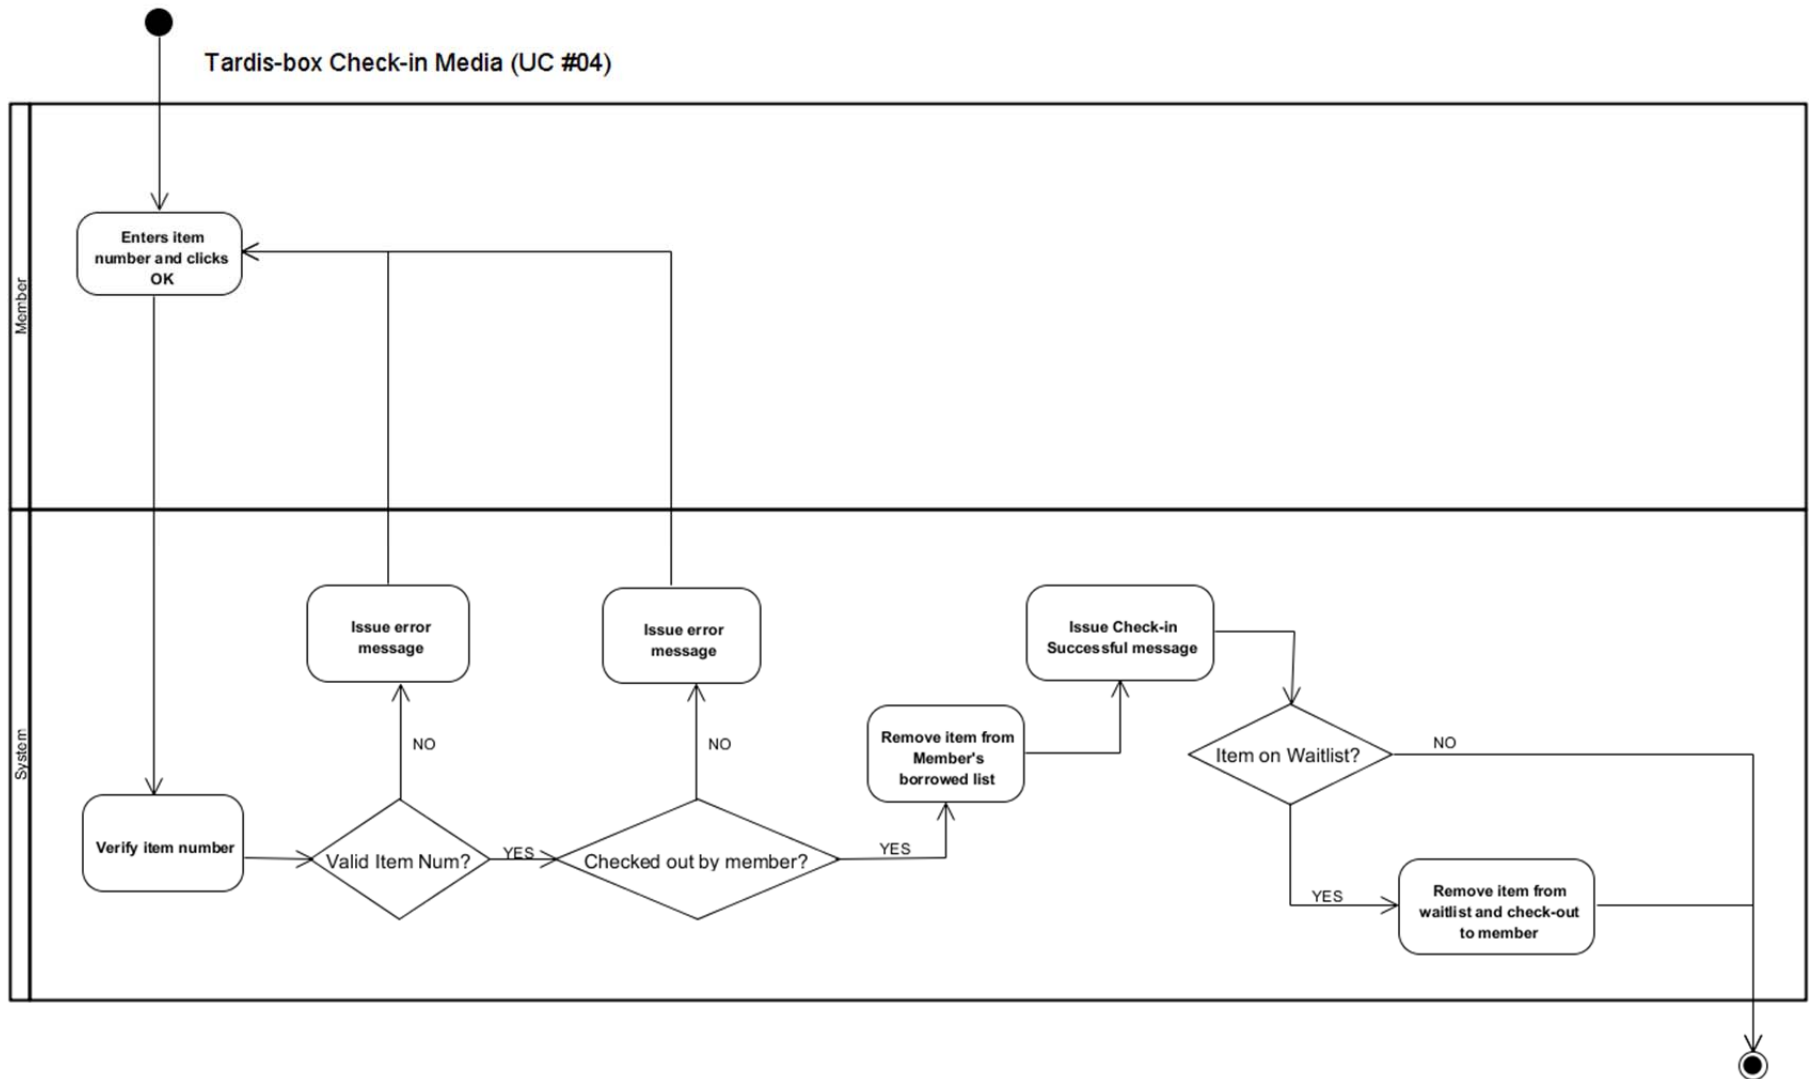 Tardis-box Check-in Media (UC #04)
Member
Enters item
number and clicks
OK
System
Issue error
message
Issue error
message
Issue Check-in
Successful message
NO
NO
Remove item from
Member's
borrowed list
Item on Waitlist?
NO
Verify item number
Valid Item Num?
YES
Checked out by member?
YES
YES
Remove item from
waitlist and check-out
to member